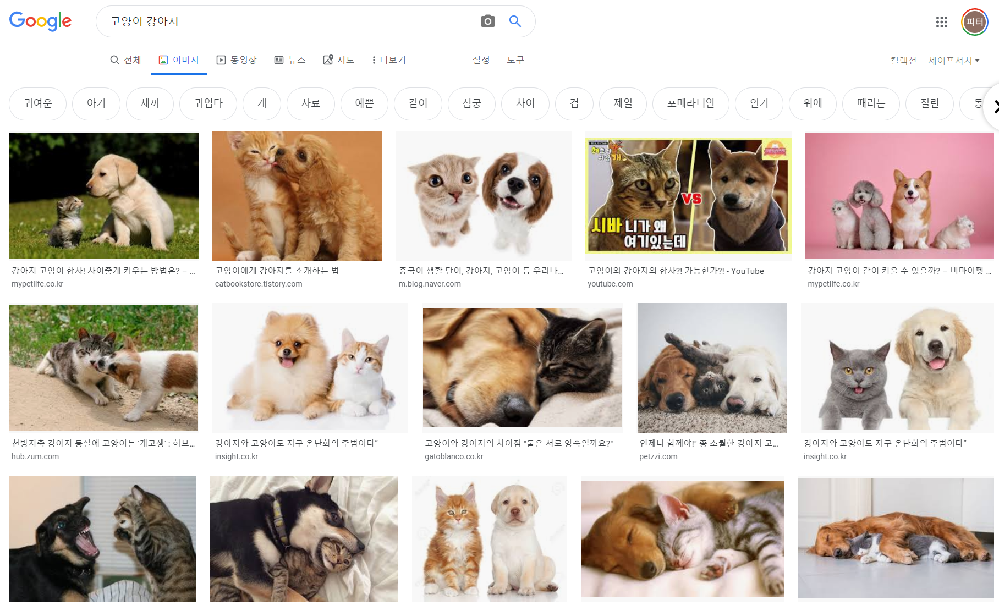 Google
고양이 강아지
피터
전체
이미지
동영상
뉴스
지도
더보기
설정
도구
컬렉션
세이프서치
귀여운
아기
새끼
귀엽다
개
사료
예쁜
같이
심쿵
차이
겁
제일
포메라니안
인기
위에
때리는
질린
동
귀엽개
VS
시바 니가 왜
여기있는데
강아지 고양이 합사! 사이좋게 키우는 방법은? – ...
mypetlife.co.kr
고양이에게 강아지를 소개하는 법
catbookstore.tistory.com
중국어 생활 단어, 강아지, 고양이 등 우리나...
m.blog.naver.com
고양이와 강아지의 합사?! 가능한가?! - YouTube
youtube.com
강아지 고양이 같이 키울 수 있을까? – 비마이펫 ...
mypetlife.co.kr
천방지축 강아지 등살에 고양이는 '개고생' : 허브...
hub.zum.com
강아지와 고양이도 지구 온난화의 주범이다”
insight.co.kr
고양이와 강아지의 차이점 "둘은 서로 앙숙일까요?"
gatoblanco.co.kr
언제나 함께야!" 종 초월한 강아지 고...
petzzi.com
강아지와 고양이도 지구 온난화의 주범이다”
insight.co.kr